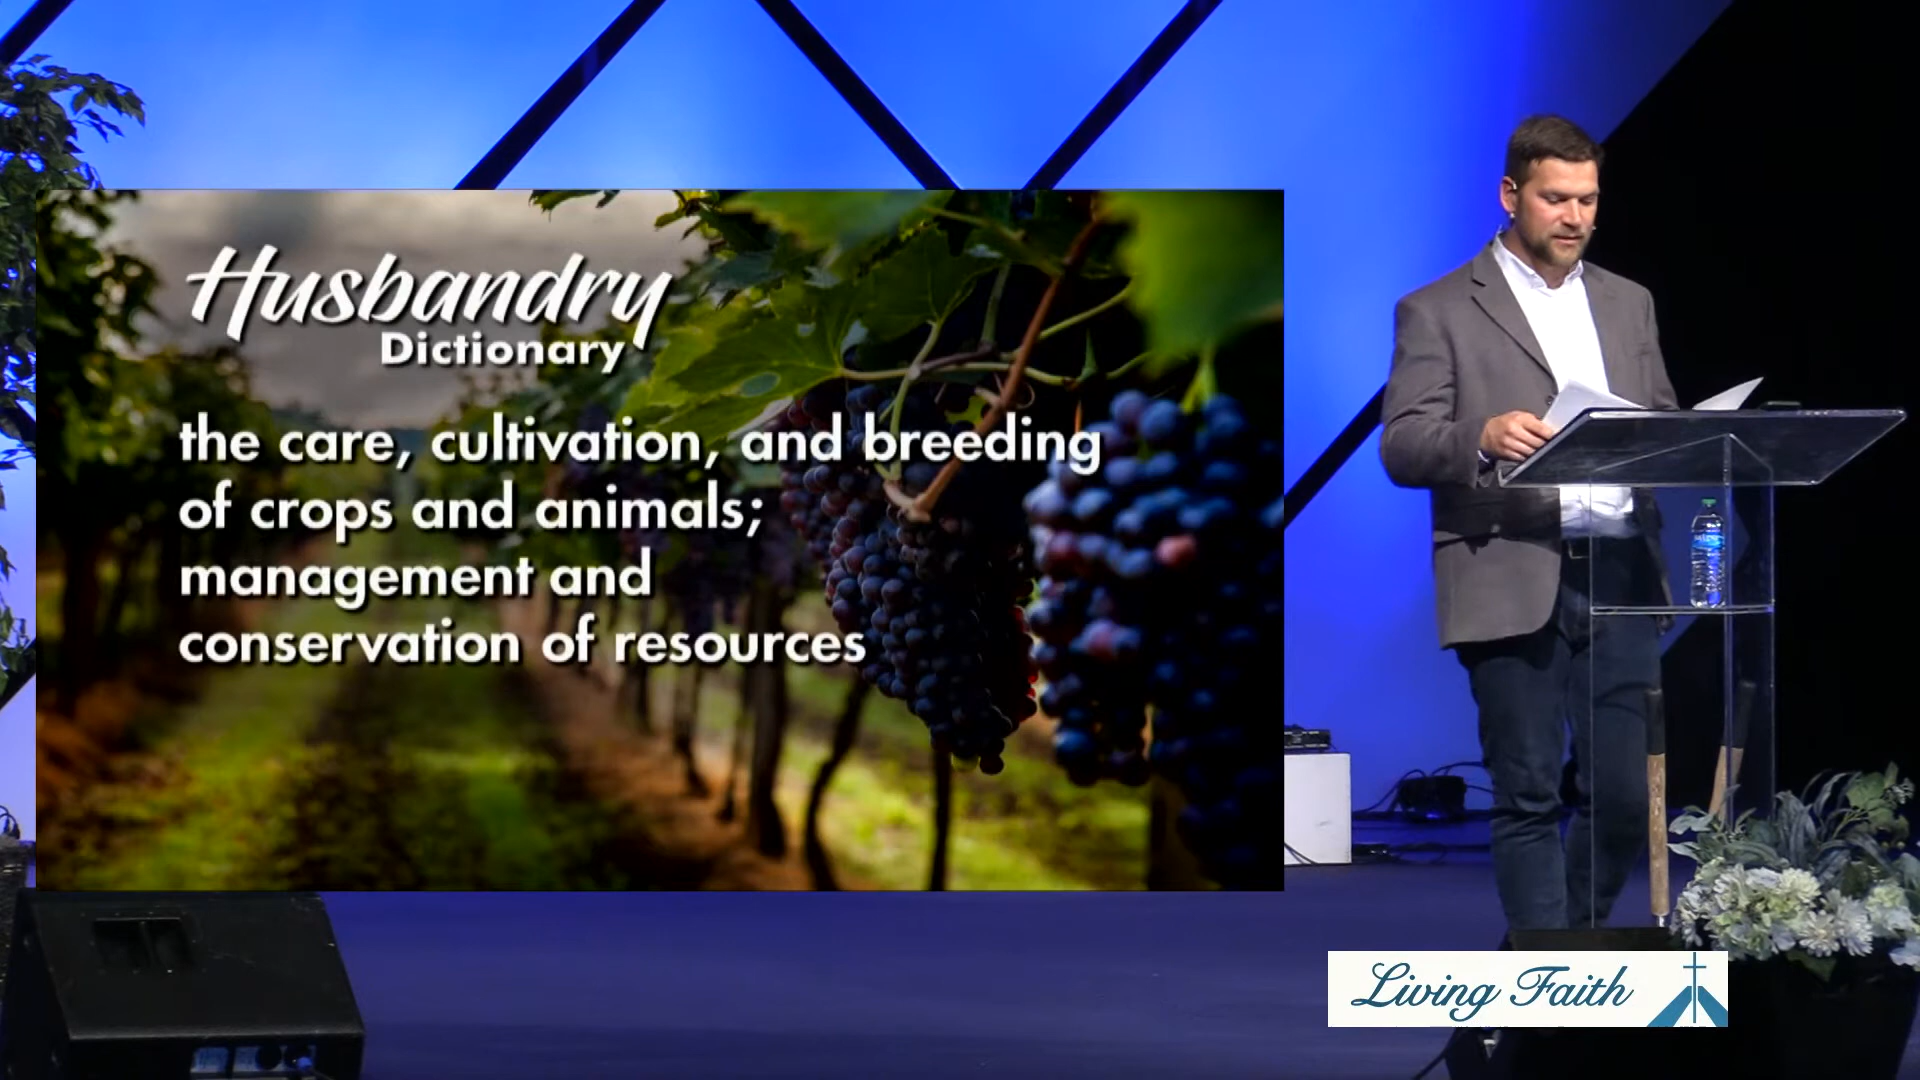 Husbandry
Dictionary
the care, cultivation, and breeding
of crops and animals;
management and
conservation of resources
Living Faith